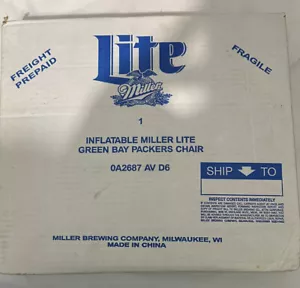 FREIGHT
PREPAID
Lite
Miller
FRAGILE
1
INFLATABLE MILLER LITE
GREEN BAY PACKERS CHAIR
0A2687 AV D6
SHIP TO
INSPECT CONTENTS IMMEDIATELY
MILLER BREWING COMPANY, MILWAUKEE, WI
MADE IN CHINA